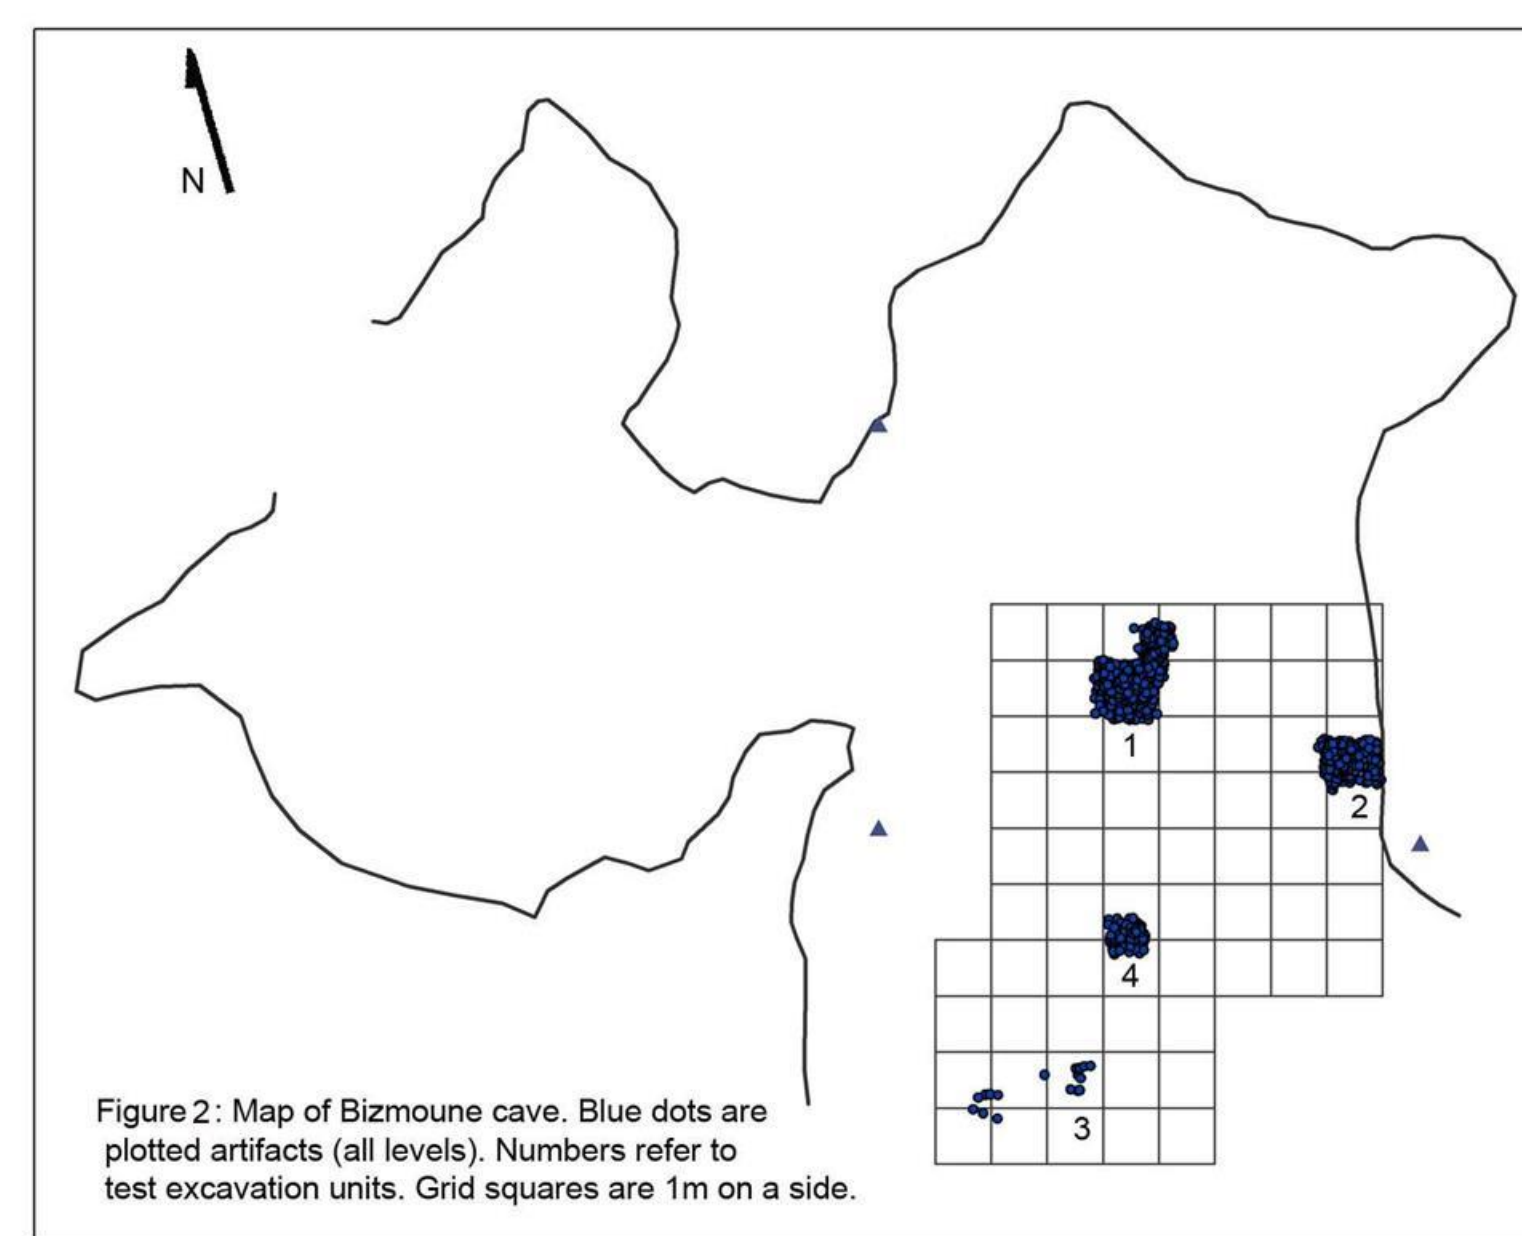 N
1
2
4
3
Figure 2: Map of Bizmoune cave. Blue dots are
plotted artifacts (all levels). Numbers refer to
test excavation units. Grid squares are 1m on a side.